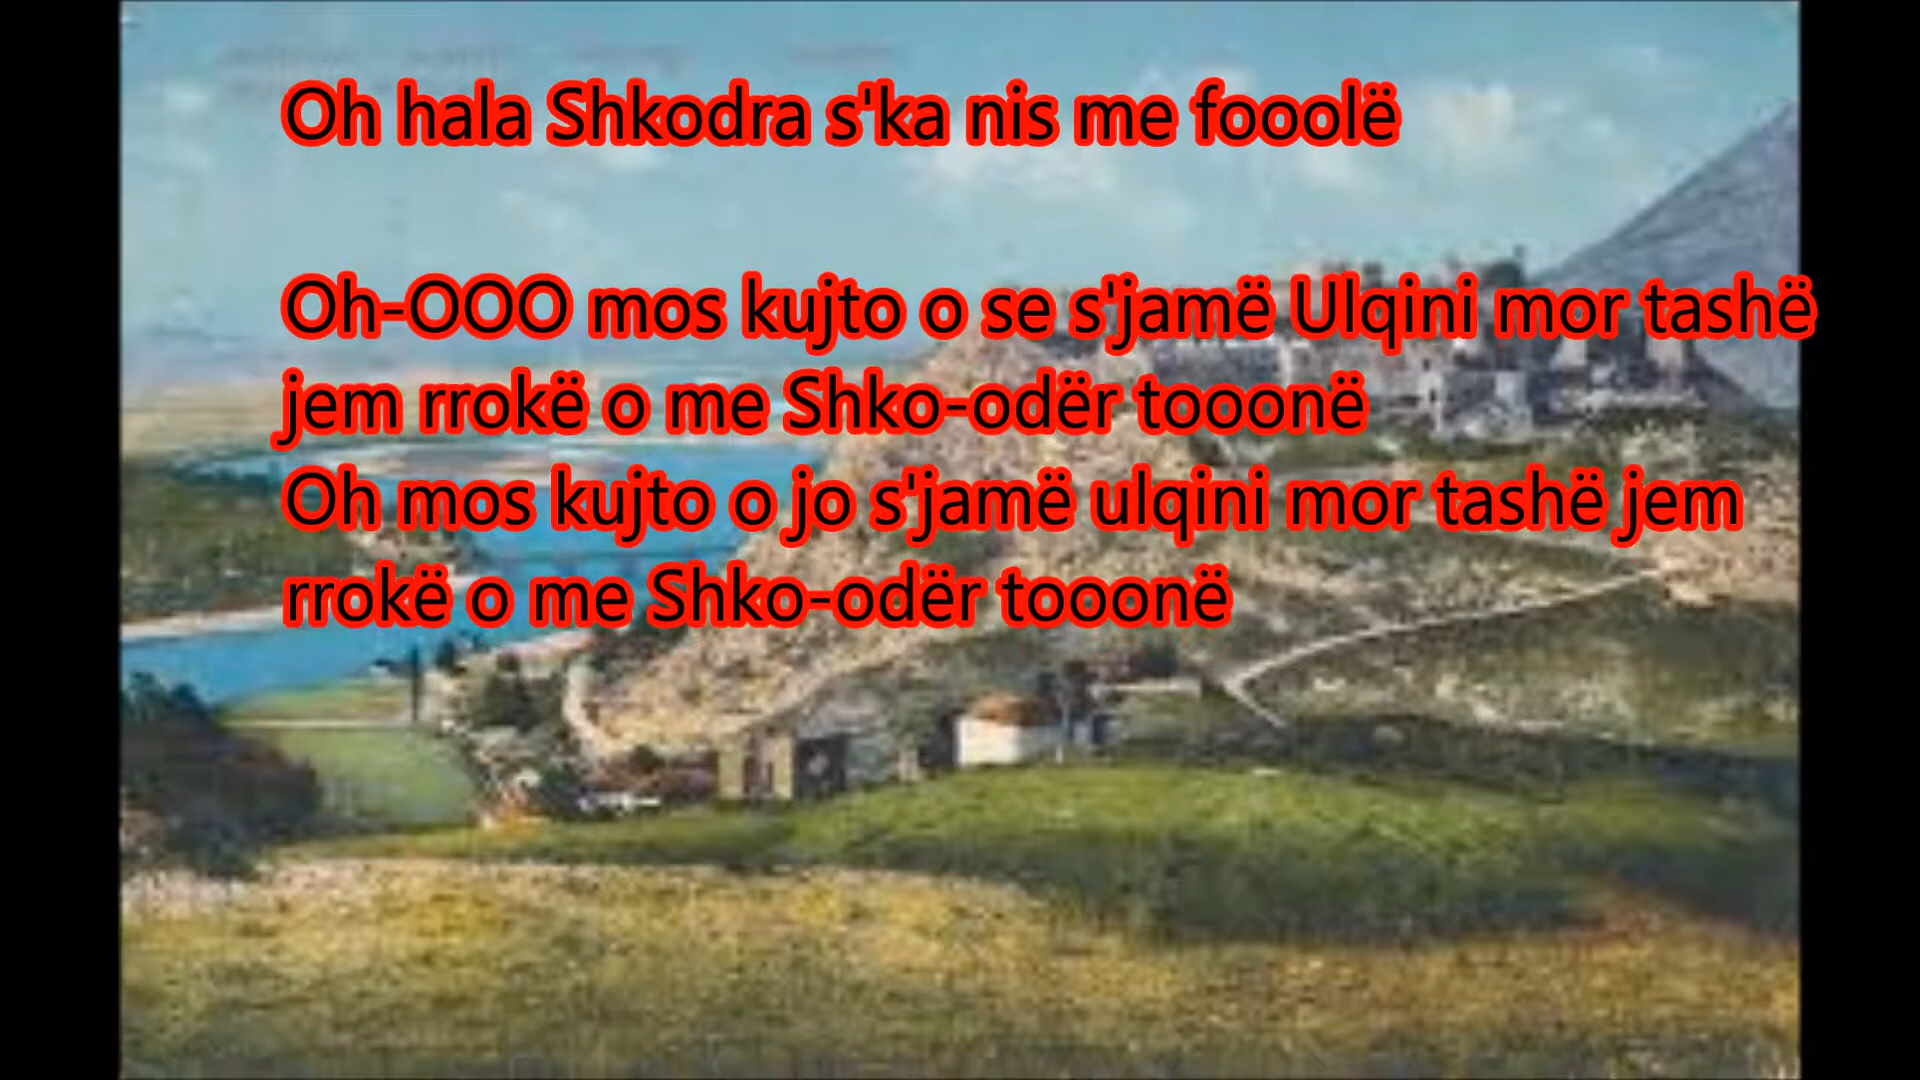 Oh hala Shkodra s'ka nis me fooolë
Oh-OOO mos kujto o se s'jamë Ulqini mor tashë
jem rrokë o me Shko-odër tooonë
Oh mos kujto o jo s'jamë ulqini mor tashë jem
rrokë o me Shko-odër tooonë